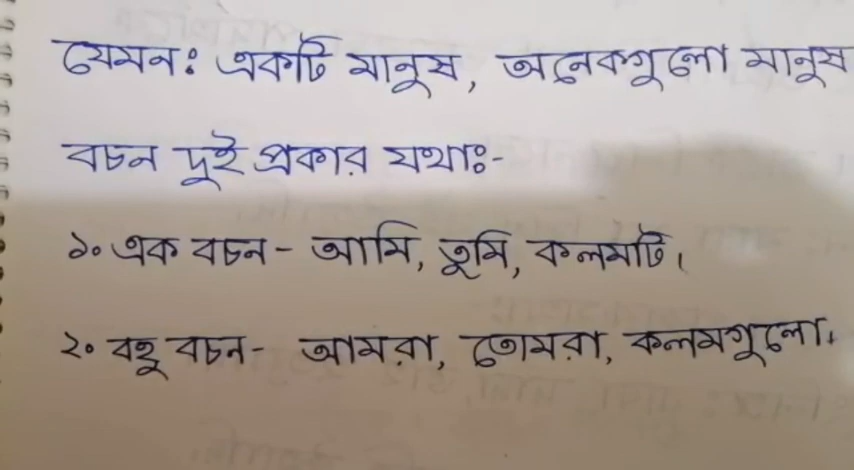 যেমন: একটি মানুষ, অনেকগুলো মানুষ
বচন দুই প্রকার যথাঃ-
১. এক বচন - আমি, তুমি, কলমটি।
২. বহু বচন - আমরা, তোমরা, কলমগুলো।